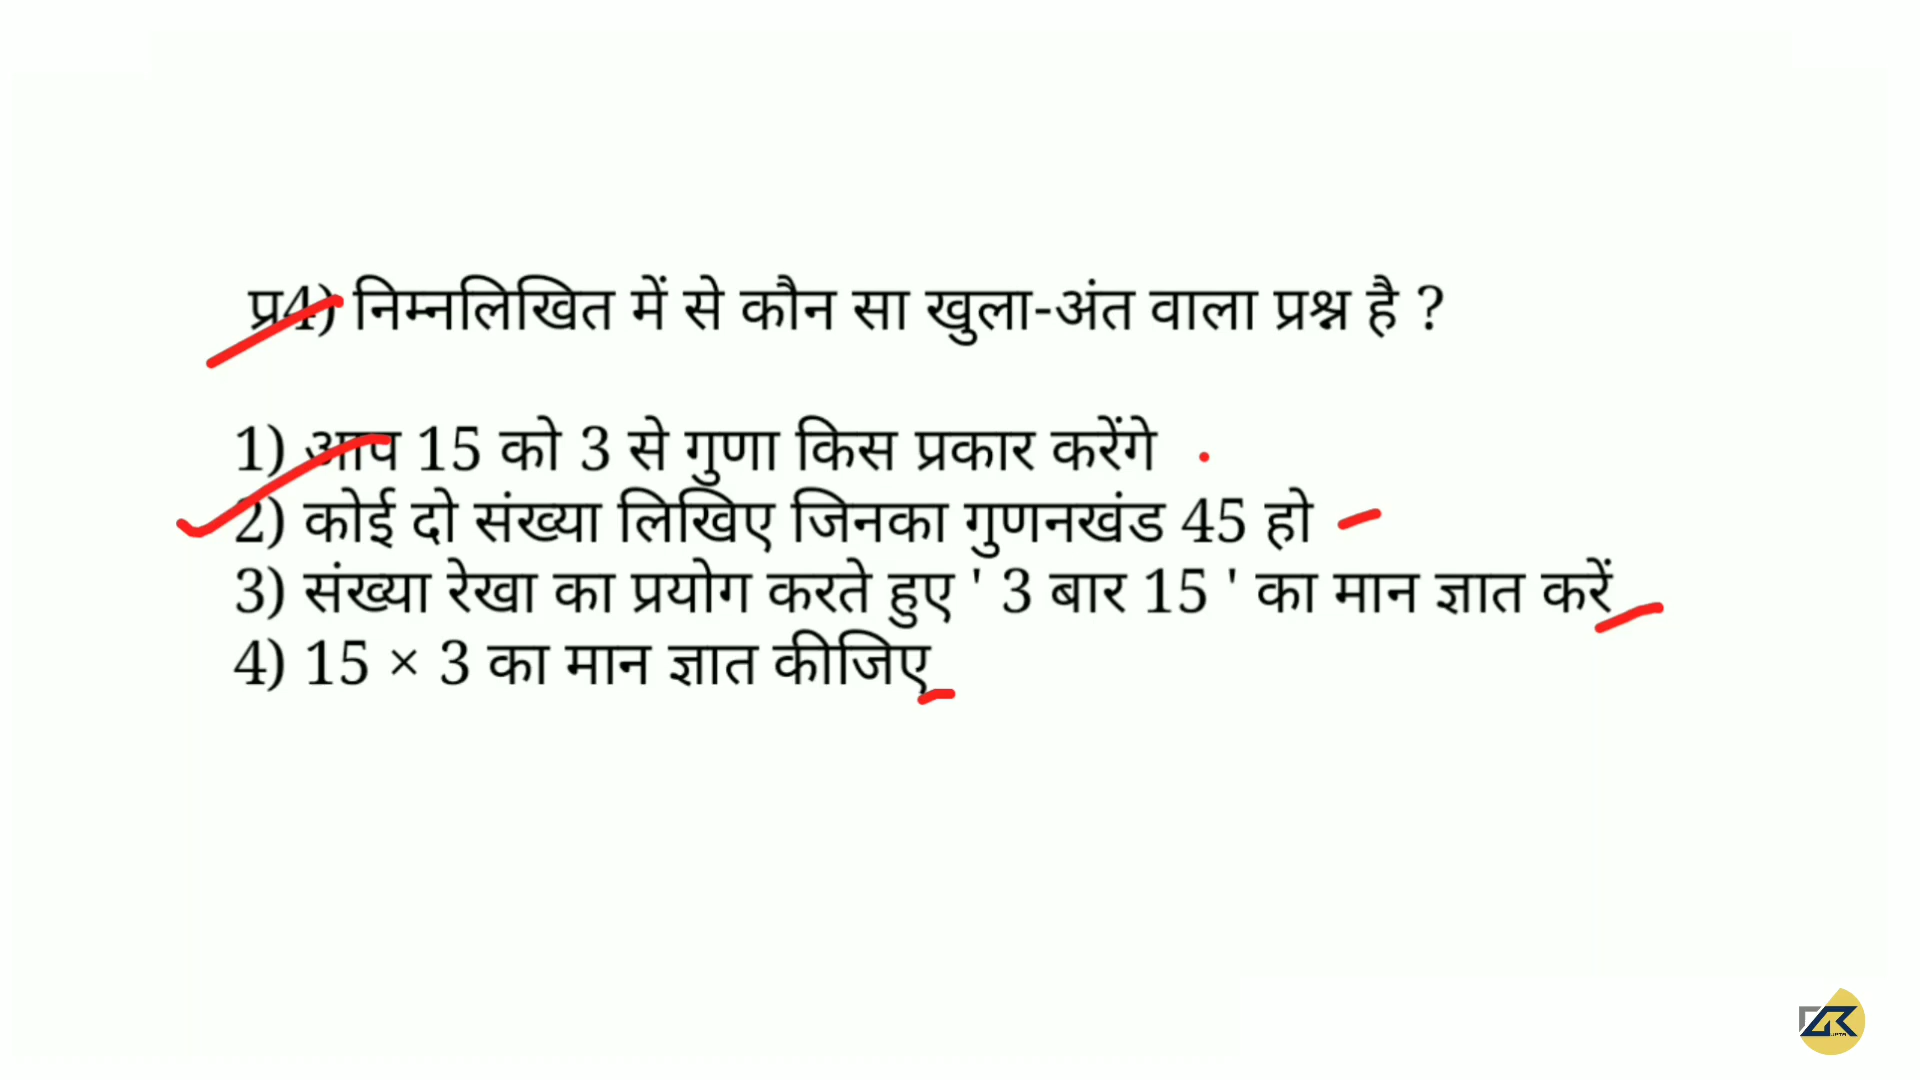 प्र4) निम्नलिखित में से कौन सा खुला-अंत वाला प्रश्न है ?
1) आप 15 को 3 से गुणा किस प्रकार करेंगे
2) कोई दो संख्या लिखिए जिनका गुणनखंड 45 हो
3) संख्या रेखा का प्रयोग करते हुए ' 3 बार 15 ' का मान ज्ञात करें
4) 15 × 3 का मान ज्ञात कीजिए